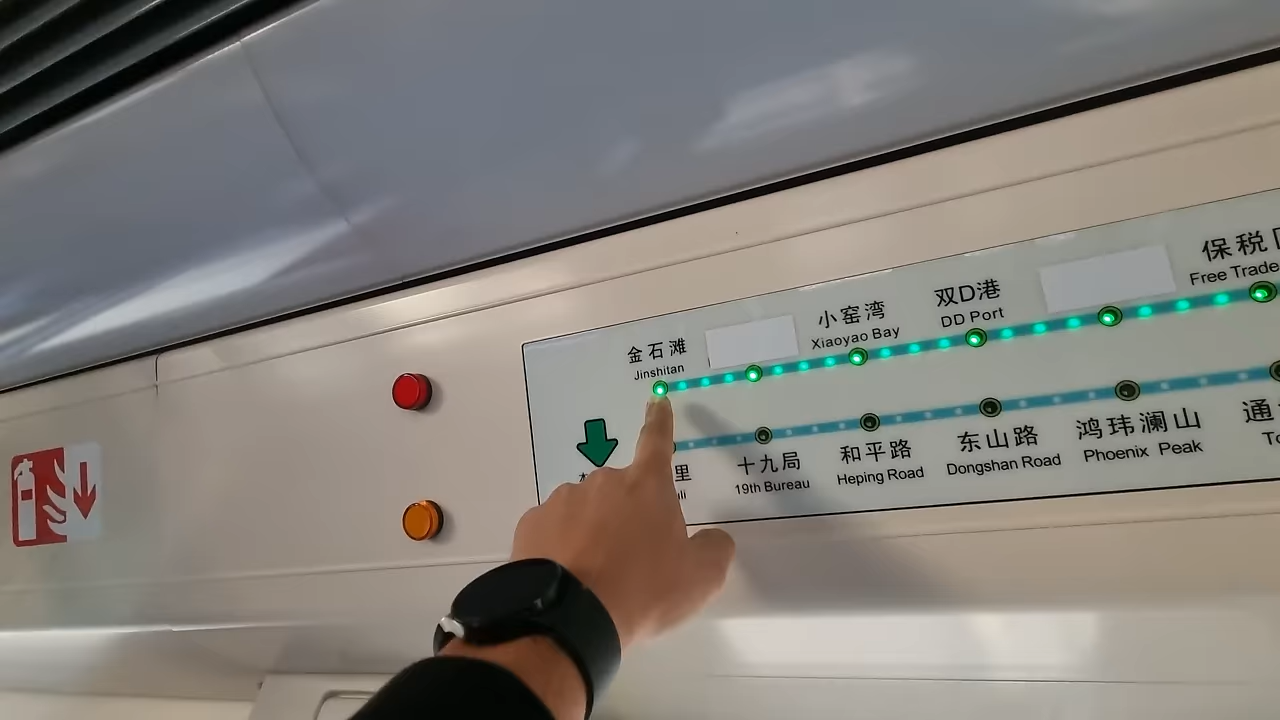 金石滩
Jinshitan
小窑湾
Xiaoyao Bay
双D港
DD Port
保税
Free Trade
里
十九局
19th Bureau
和平路
Heping Road
东山路
Dongshan Road
鸿玮澜山
Phoenix Peak
通